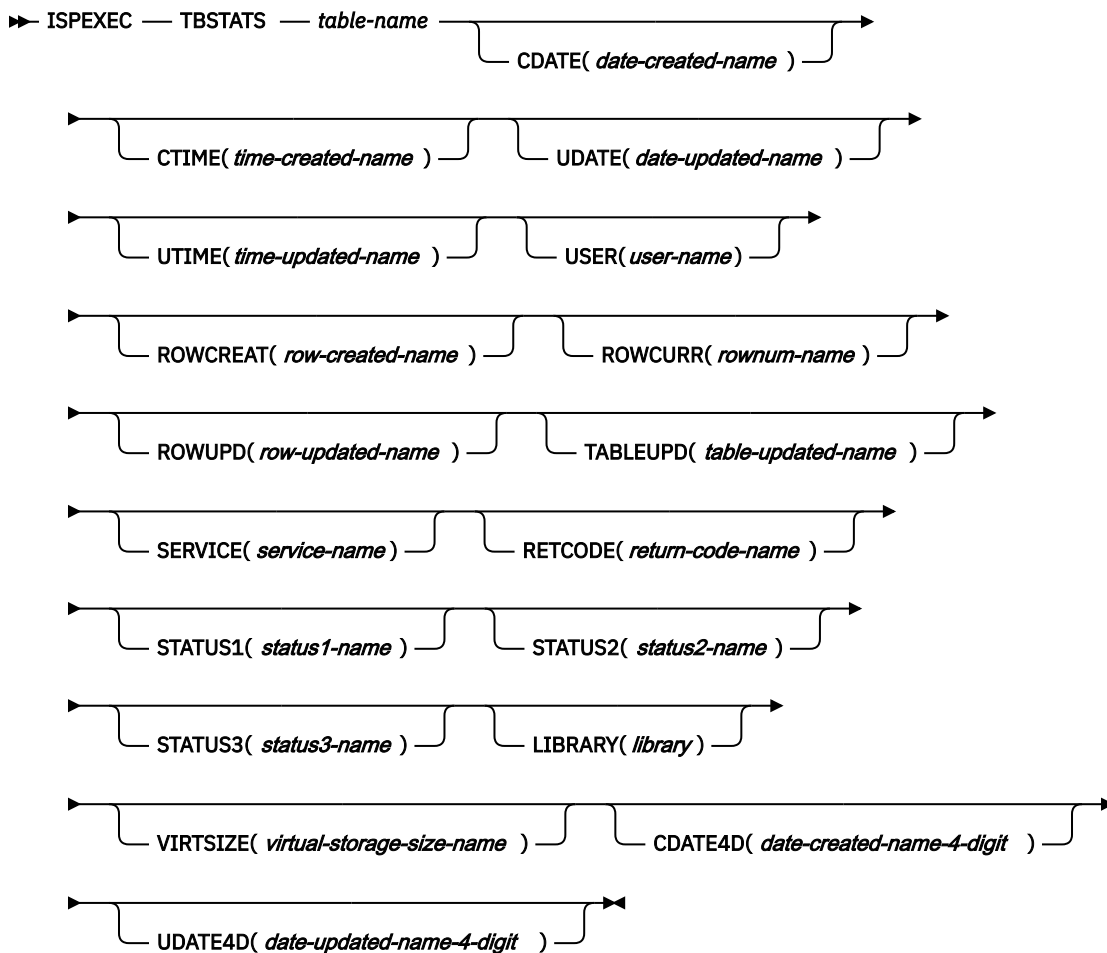 ISPEXEC TBSTATS table-name
CDATE( date-created-name )
CTIME( time-created-name ) UDATE( date-updated-name )
UTIME( time-updated-name ) USER( user-name)
ROWCREAT( row-created-name ) ROWCURR( rownum-name )
ROWUPD( row-updated-name ) TABLEUPD( table-updated-name )
SERVICE( service-name) RETCODE( return-code-name )
STATUS1( status1-name ) STATUS2( status2-name )
STATUS3( status3-name ) LIBRARY( library )
VIRTSIZE( virtual-storage-size-name ) CDATE4D( date-created-name-4-digit )
UDATE4D( date-updated-name-4-digit )